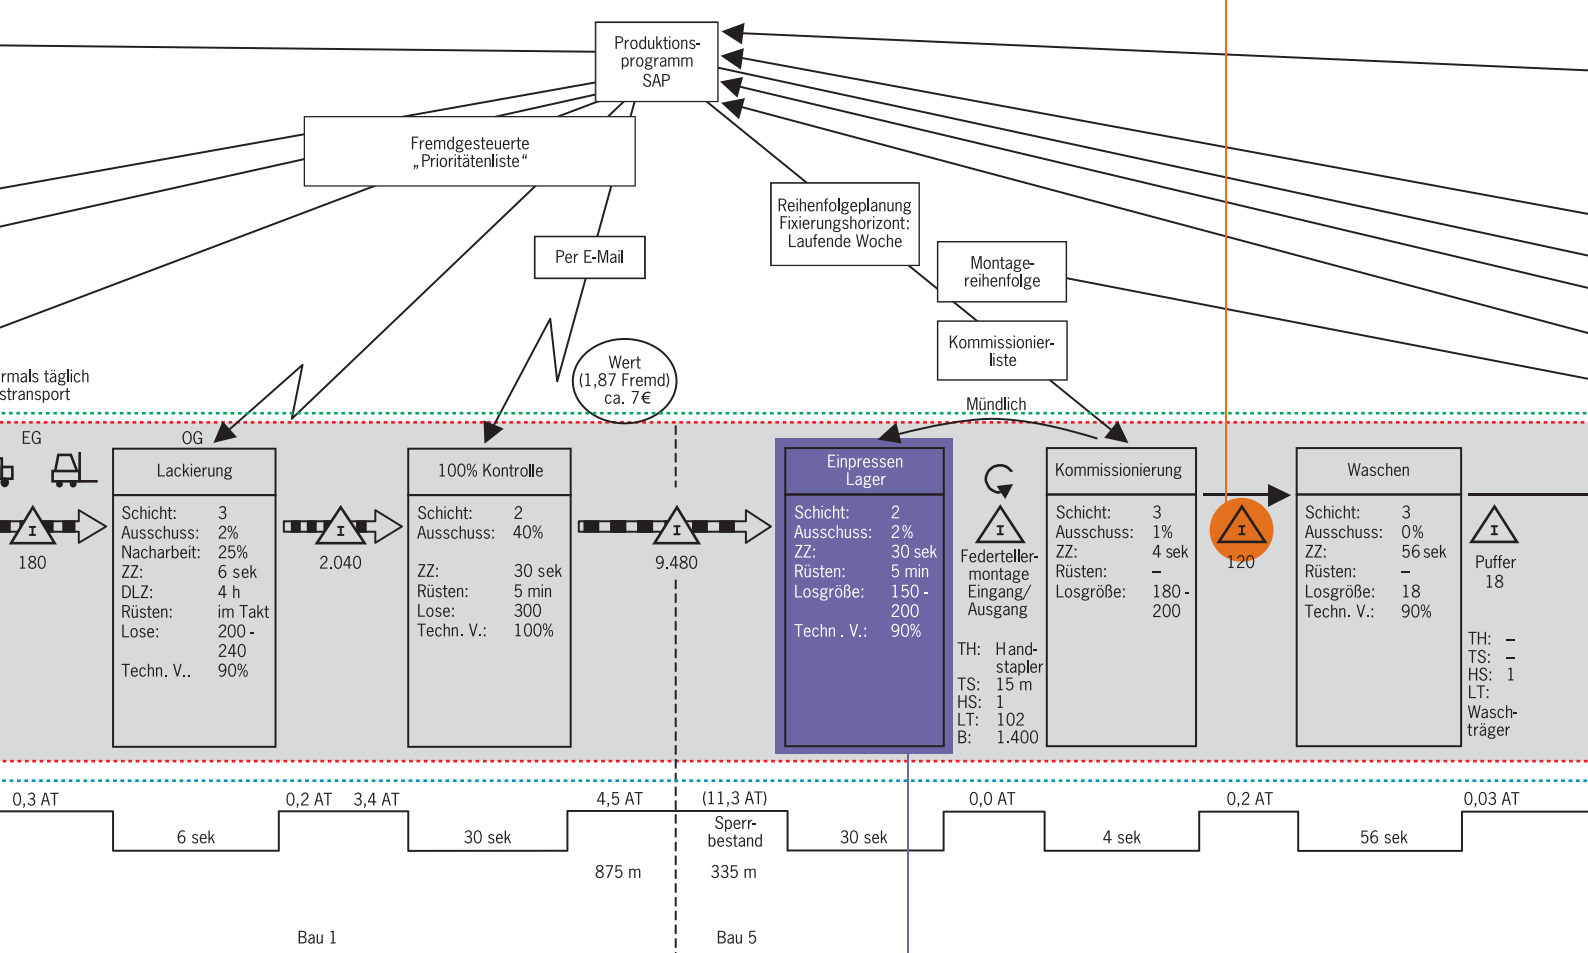 Produktions-
programm
SAP
Fremdgesteuerte
„Prioritätenliste“
Per E-Mail
Reihenfolgeplanung
Fixierungshorizont:
Laufende Woche
Montage-
reihenfolge
Kommissionier-
liste
Wert
(1,87 Fremd)
ca. 7€
rmals täglich
stransport
Mündlich
EG
OG
I
180
Lackierung
Schicht: 3
Ausschuss: 2%
Nacharbeit: 25%
ZZ: 6 sek
DLZ: 4 h
Rüsten: im Takt
Lose: 200 -
240
Techn. V.. 90%
I
2.040
100% Kontrolle
Schicht: 2
Ausschuss: 40%
ZZ: 30 sek
Rüsten: 5 min
Lose: 300
Techn. V.: 100%
I
9.480
Einpressen
Lager
Schicht: 2
Ausschuss: 2%
ZZ: 30 sek
Rüsten: 5 min
Losgröße: 150 -
200
Techn . V.: 90%
I
Federteller-
montage
Eingang/
Ausgang
TH: Hand-
stapler
TS: 15 m
HS: 1
LT: 102
B: 1.400
Kommissionierung
Schicht: 3
Ausschuss: 1%
ZZ: 4 sek
Rüsten: –
Losgröße: 180 -
200
I
120
Waschen
Schicht: 3
Ausschuss: 0%
ZZ: 56 sek
Rüsten: –
Losgröße: 18
Techn. V.: 90%
I
Puffer
18
TH: –
TS: –
HS: 1
LT:
Wasch-
träger
0,3 AT
6 sek
0,2 AT 3,4 AT
30 sek
4,5 AT
(11,3 AT)
Sperr-
bestand
30 sek
0,0 AT
4 sek
0,2 AT
56 sek
0,03 AT
875 m
335 m
Bau 1
Bau 5